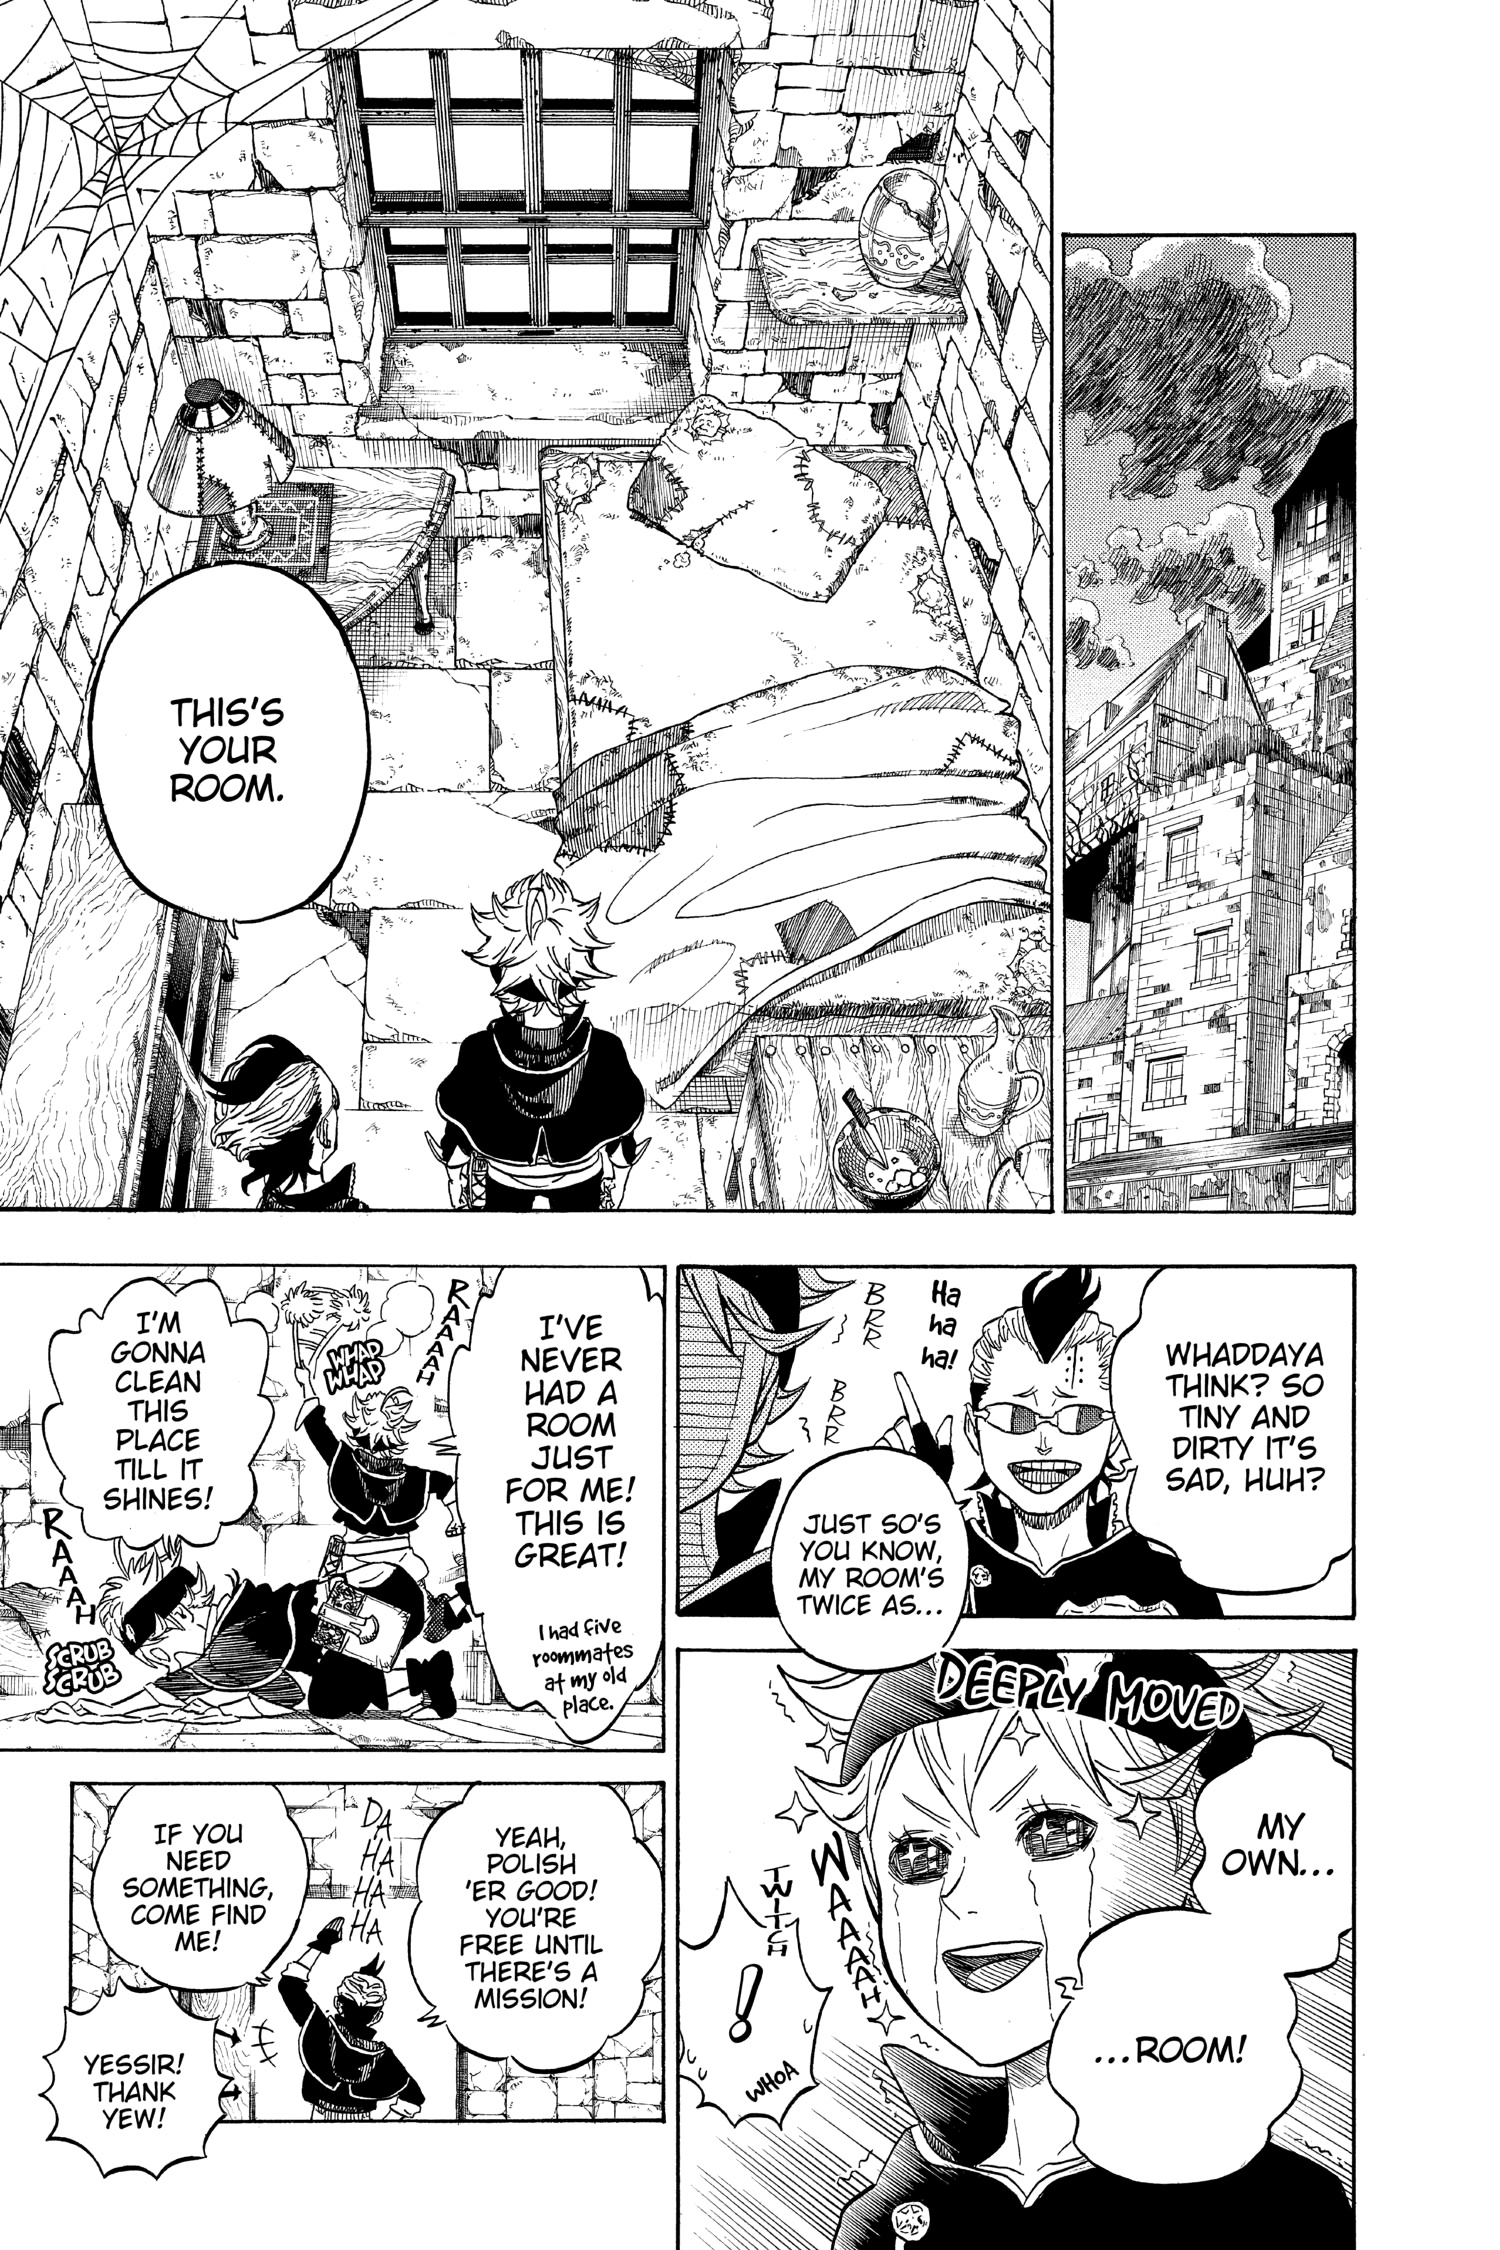 THIS'S
YOUR
ROOM.
WHADDAYA
THINK? SO
TINY AND
DIRTY IT'S
SAD, HUH?
Ha
ha
ha!
BRR
BRR
JUST SO'S
YOU KNOW,
MY ROOM'S
TWICE AS...
DEEPLY MOVED
MY
OWN...
...ROOM!
WAAAAH
TWITCH
!
WHOA
I'VE
NEVER
HAD A
ROOM
JUST
FOR ME!
THIS IS
GREAT!
I had five
roommates
at my old
place.
RAAAAH
WHAP
WHAP
I'M
GONNA
CLEAN
THIS
PLACE
TILL IT
SHINES!
RAAAH
SCRUB
SCRUB
YEAH,
POLISH
'ER GOOD!
YOU'RE
FREE UNTIL
THERE'S A
MISSION!
DA
HA
HA
HA
IF YOU
NEED
SOMETHING,
COME FIND
ME!
YESSIR!
THANK
YEW!